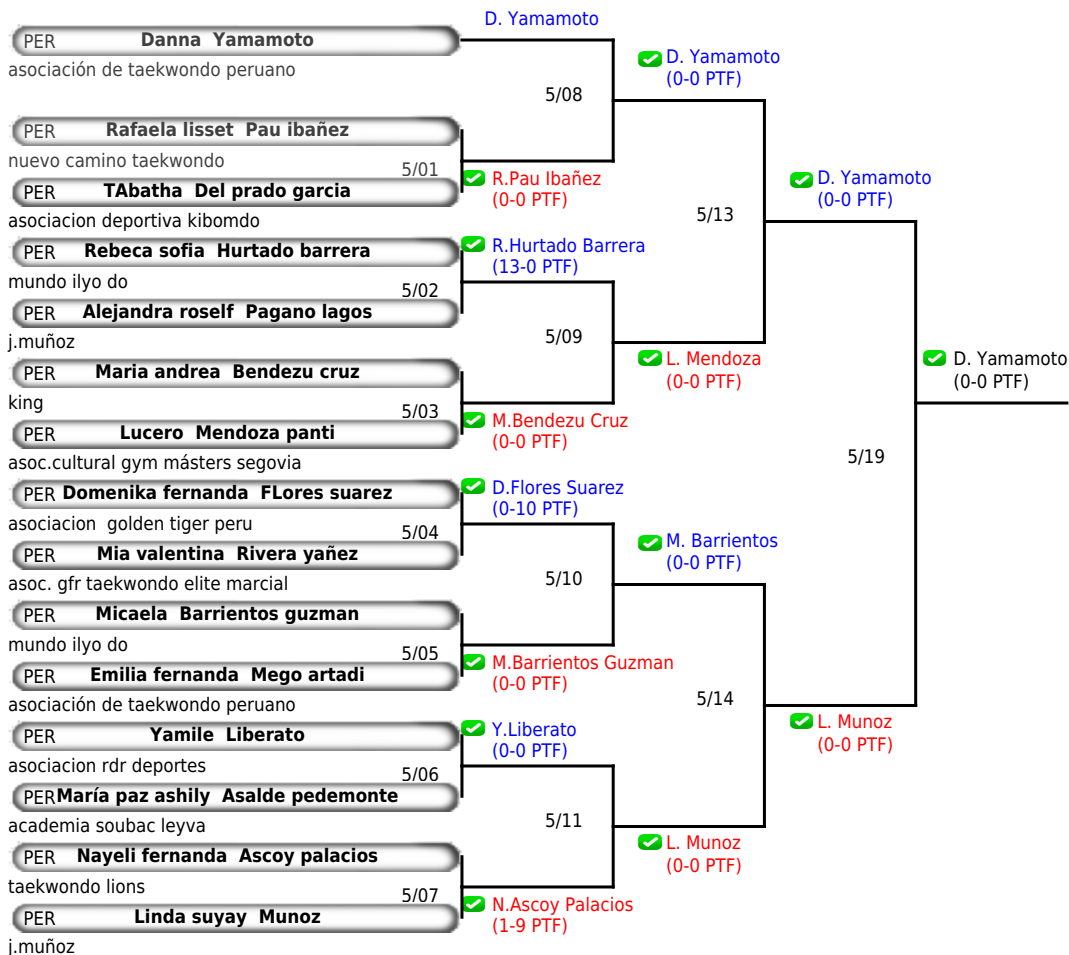 D. Yamamoto
PER Danna Yamamoto
asociación de taekwondo peruano
D. Yamamoto
(0-0 PTF)
5/08
PER Rafaela lisset Pau ibañez
nuevo camino taekwondo
5/01
PER TAbatha Del prado garcia
asociacion deportiva kibomdo
R.Pau Ibañez
(0-0 PTF)
D. Yamamoto
(0-0 PTF)
5/13
PER Rebeca sofia Hurtado barrera
mundo ilyo do
R.Hurtado Barrera
(13-0 PTF)
5/02
PER Alejandra roself Pagano lagos
j.muñoz
5/09
PER Maria andrea Bendezu cruz
king
L. Mendoza
(0-0 PTF)
D. Yamamoto
(0-0 PTF)
5/03
PER Lucero Mendoza panti
asoc.cultural gym másters segovia
M.Bendezu Cruz
(0-0 PTF)
5/19
PER Domenika fernanda FLores suarez
asociacion golden tiger peru
D.Flores Suarez
(0-10 PTF)
5/04
PER Mia valentina Rivera yañez
asoc. gfr taekwondo elite marcial
M. Barrientos
(0-0 PTF)
5/10
PER Micaela Barrientos guzman
mundo ilyo do
5/05
PER Emilia fernanda Mego artadi
asociación de taekwondo peruano
M.Barrientos Guzman
(0-0 PTF)
5/14
PER Yamile Liberato
asociacion rdr deportes
Y.Liberato
(0-0 PTF)
L. Munoz
(0-0 PTF)
5/06
PER María paz ashily Asalde pedemonte
academia soubac leyva
5/11
PER Nayeli fernanda Ascoy palacios
taekwondo lions
L. Munoz
(0-0 PTF)
5/07
PER Linda suyay Munoz
j.muñoz
N.Ascoy Palacios
(1-9 PTF)